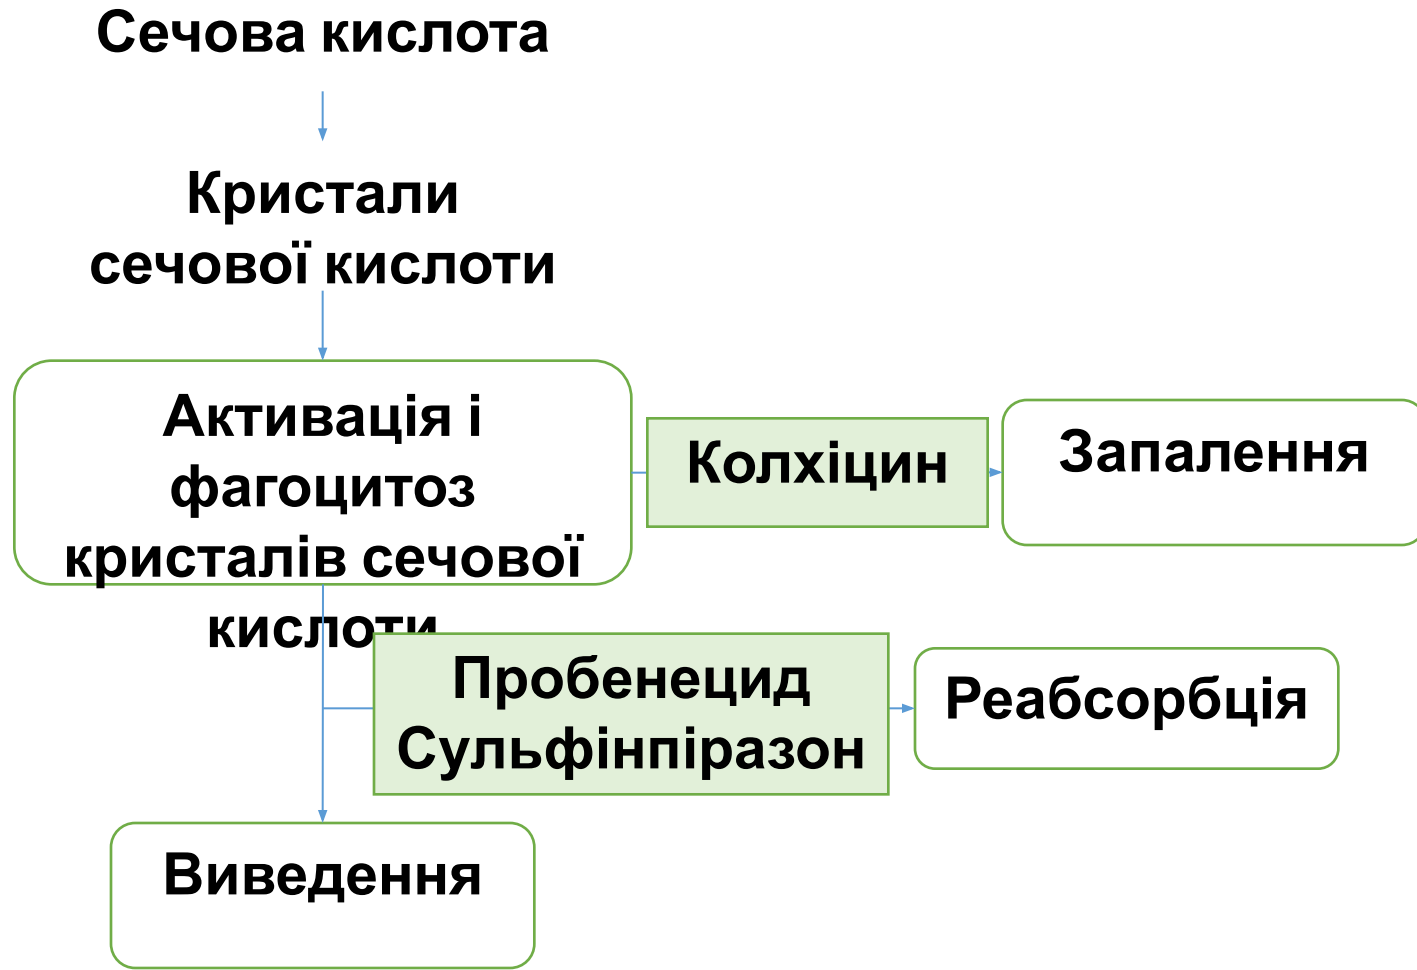 Сечова кислота
Кристали
сечової кислоти
Активація і
фагоцитоз
кристалів сечової
кислоти
Колхіцин
Запалення
Пробенецид
Сульфінпіразон
Реабсорбція
Виведення